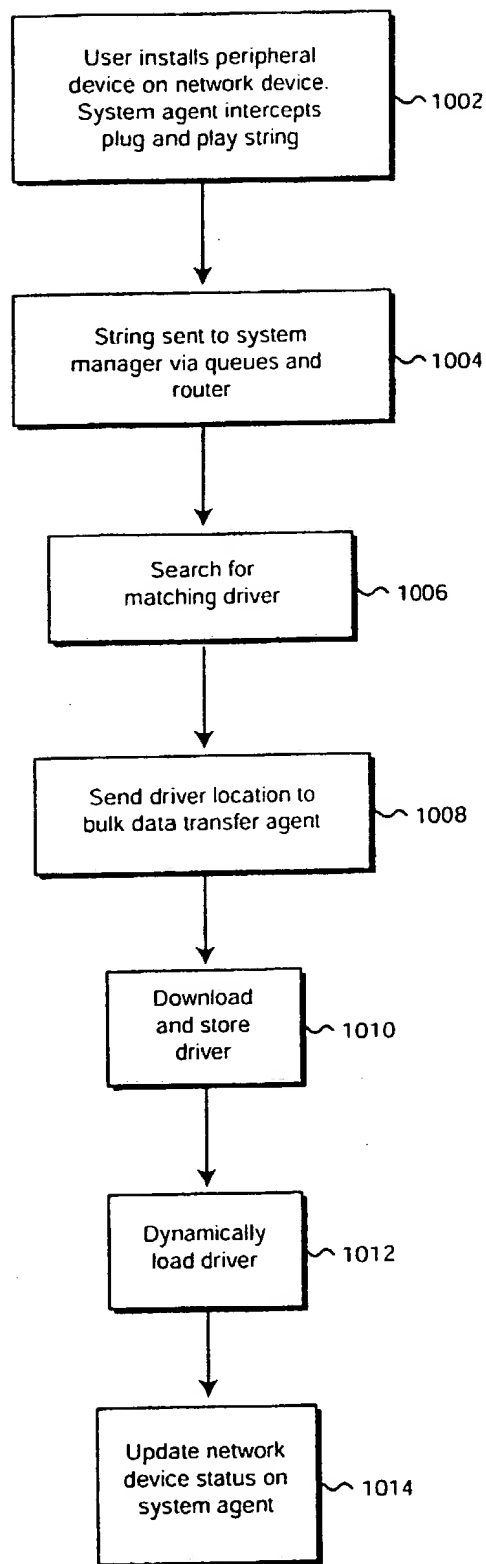 User installs peripheral
device on network device.
System agent intercepts
plug and play string
1002
String sent to system
manager via queues and
router
1004
Search for
matching driver
1006
Send driver location to
bulk data transfer agent
1008
Download
and store
driver
1010
Dynamically
load driver
1012
Update network
device status on
system agent
1014